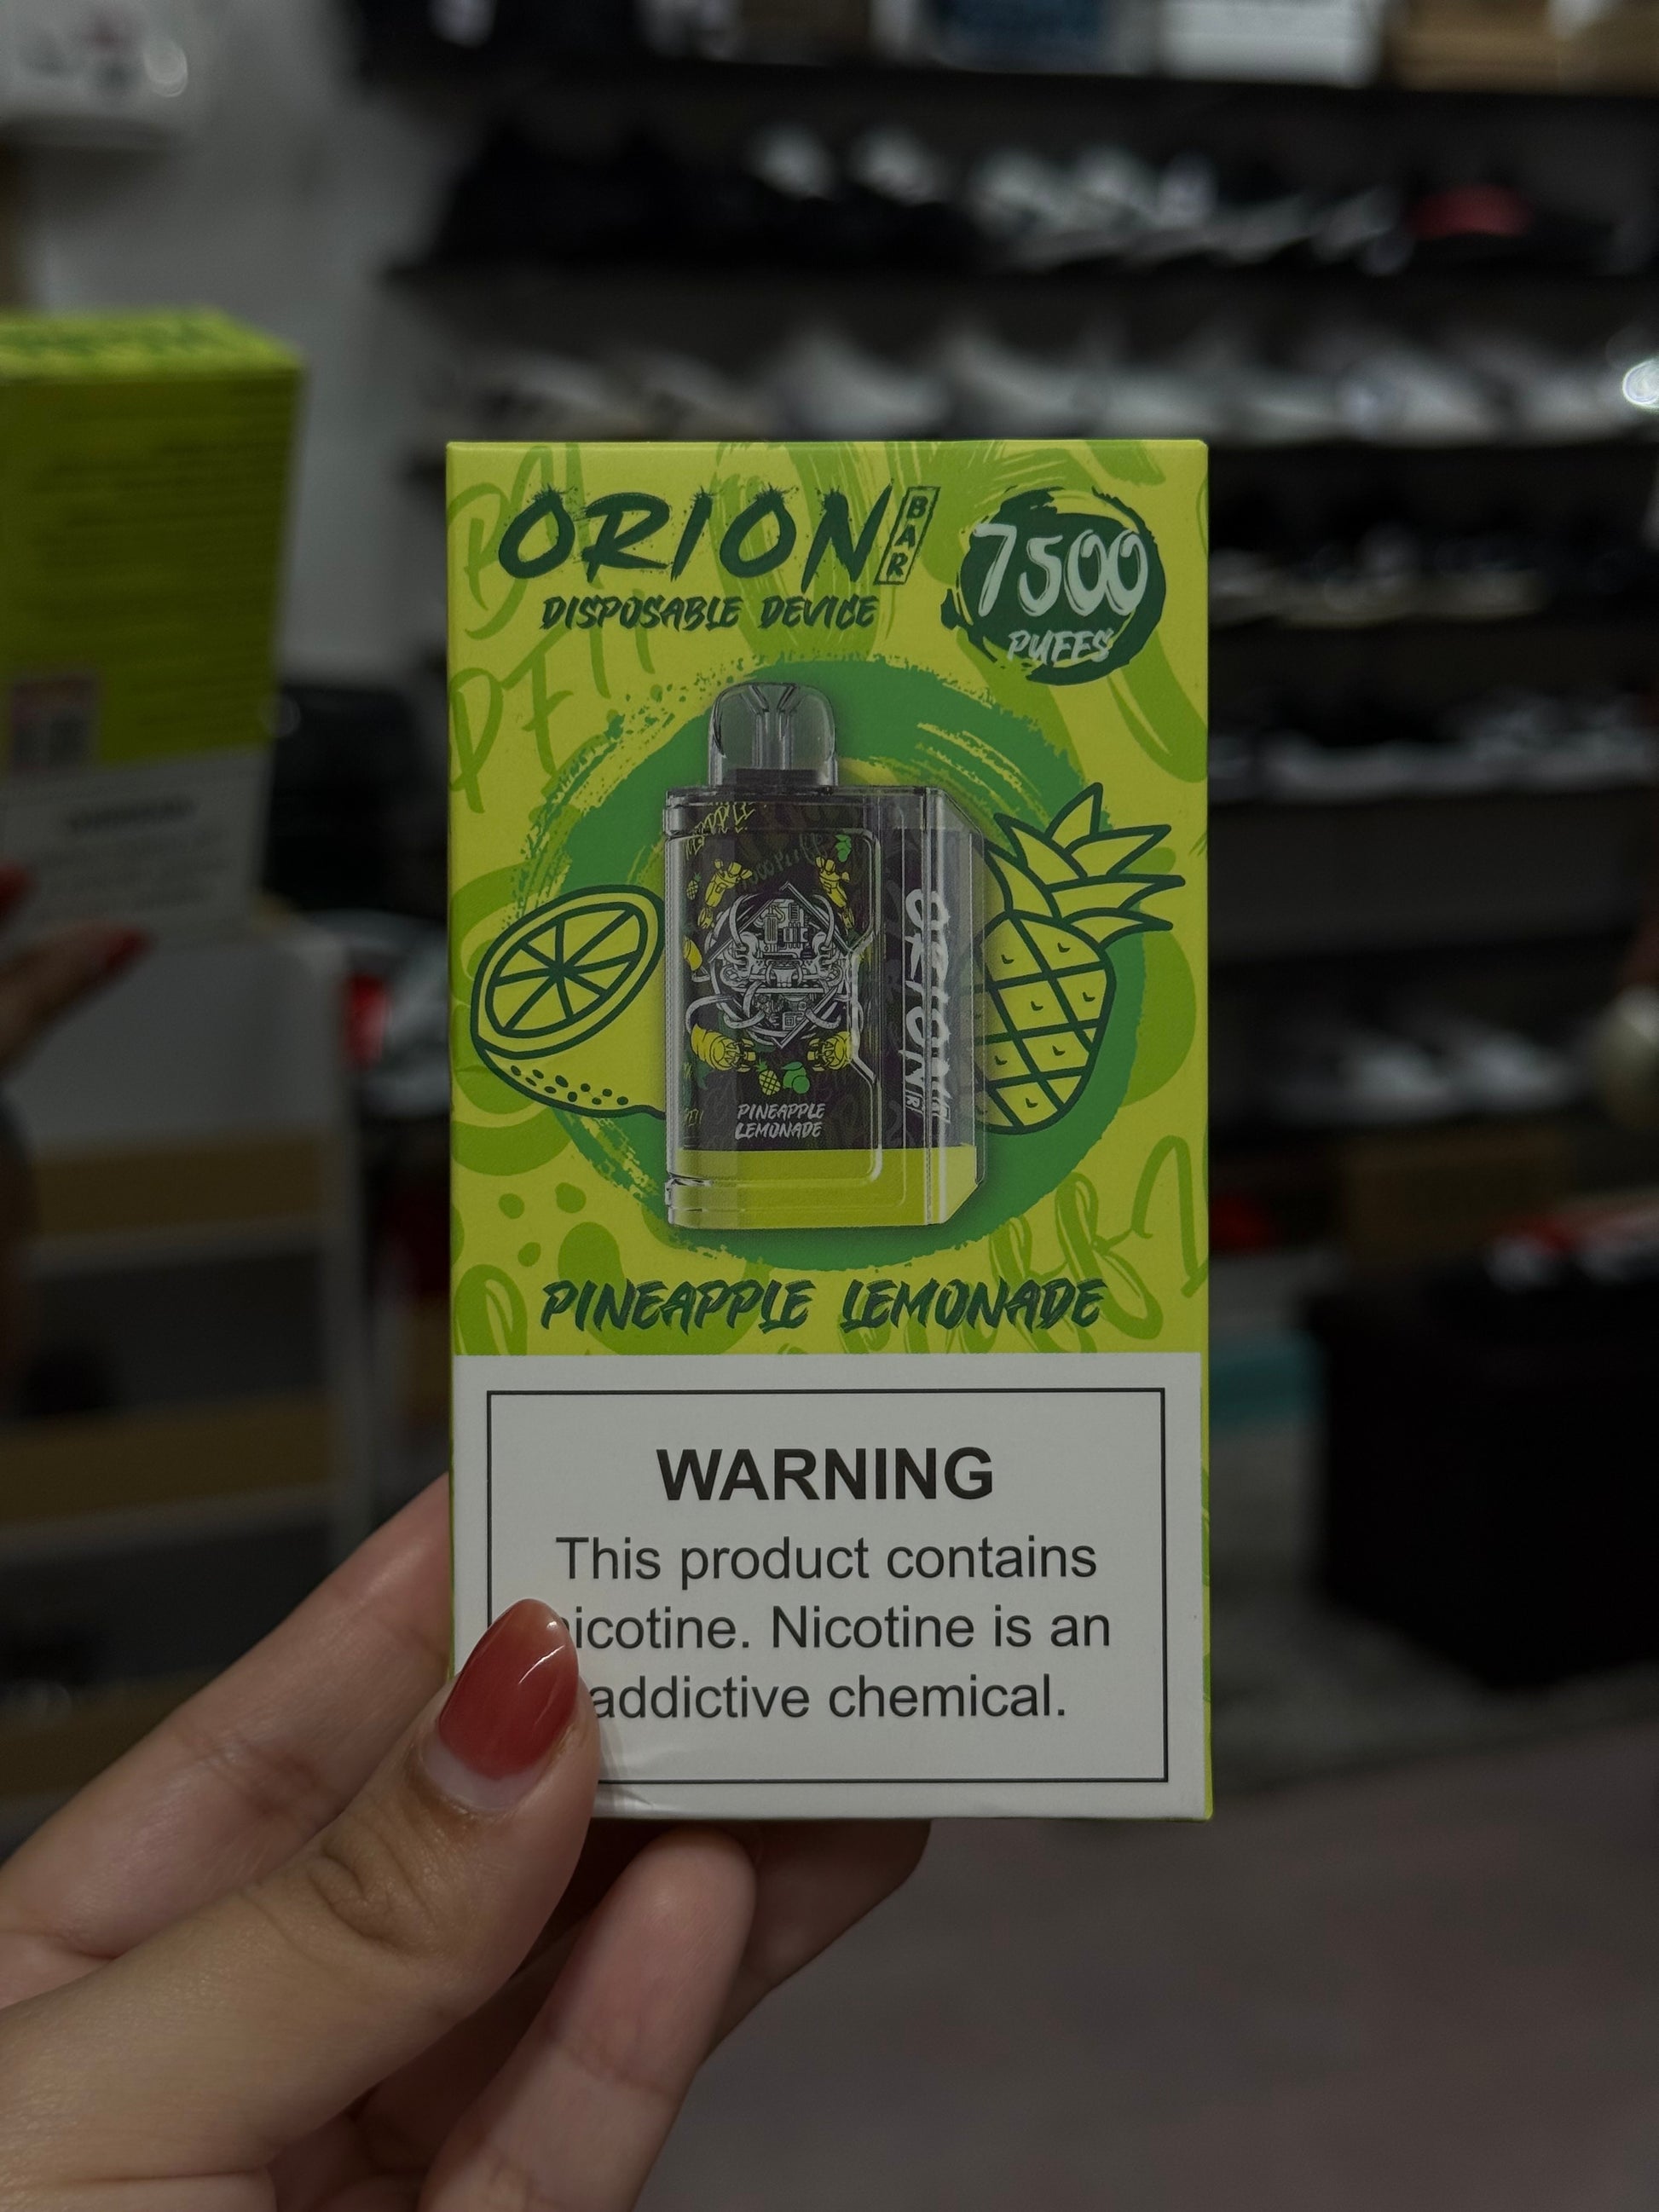 ORION BAR
DISPOSABLE DEVICE
7500
PUFFS
ORION
PINEAPPLE
LEMONADE
PINEAPPLE LEMONADE
WARNING
This product contains
nicotine. Nicotine is an
addictive chemical.